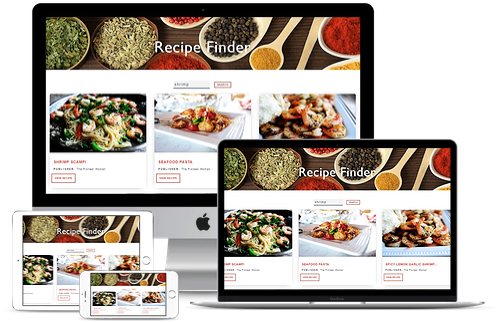 Recipe Finder
shrimp
SEARCH
SHRIMP SCAMPI
PUBLISHER: The Pioneer Woman
VIEW RECIPE
SEAFOOD PASTA
PUBLISHER: The Pioneer Woman
VIEW RECIPE
Recipe Finder
shrimp
SEARCH
SHRIMP SCAMPI
PUBLISHER: The Pioneer Woman
VIEW RECIPE
SEAFOOD PASTA
PUBLISHER: The Pioneer Woman
VIEW RECIPE
SPICY LEMON GARLIC SHRIMP
PUBLISHER: The Pioneer Woman
VIEW RECIPE
Recipe Finder
Recipe Finder